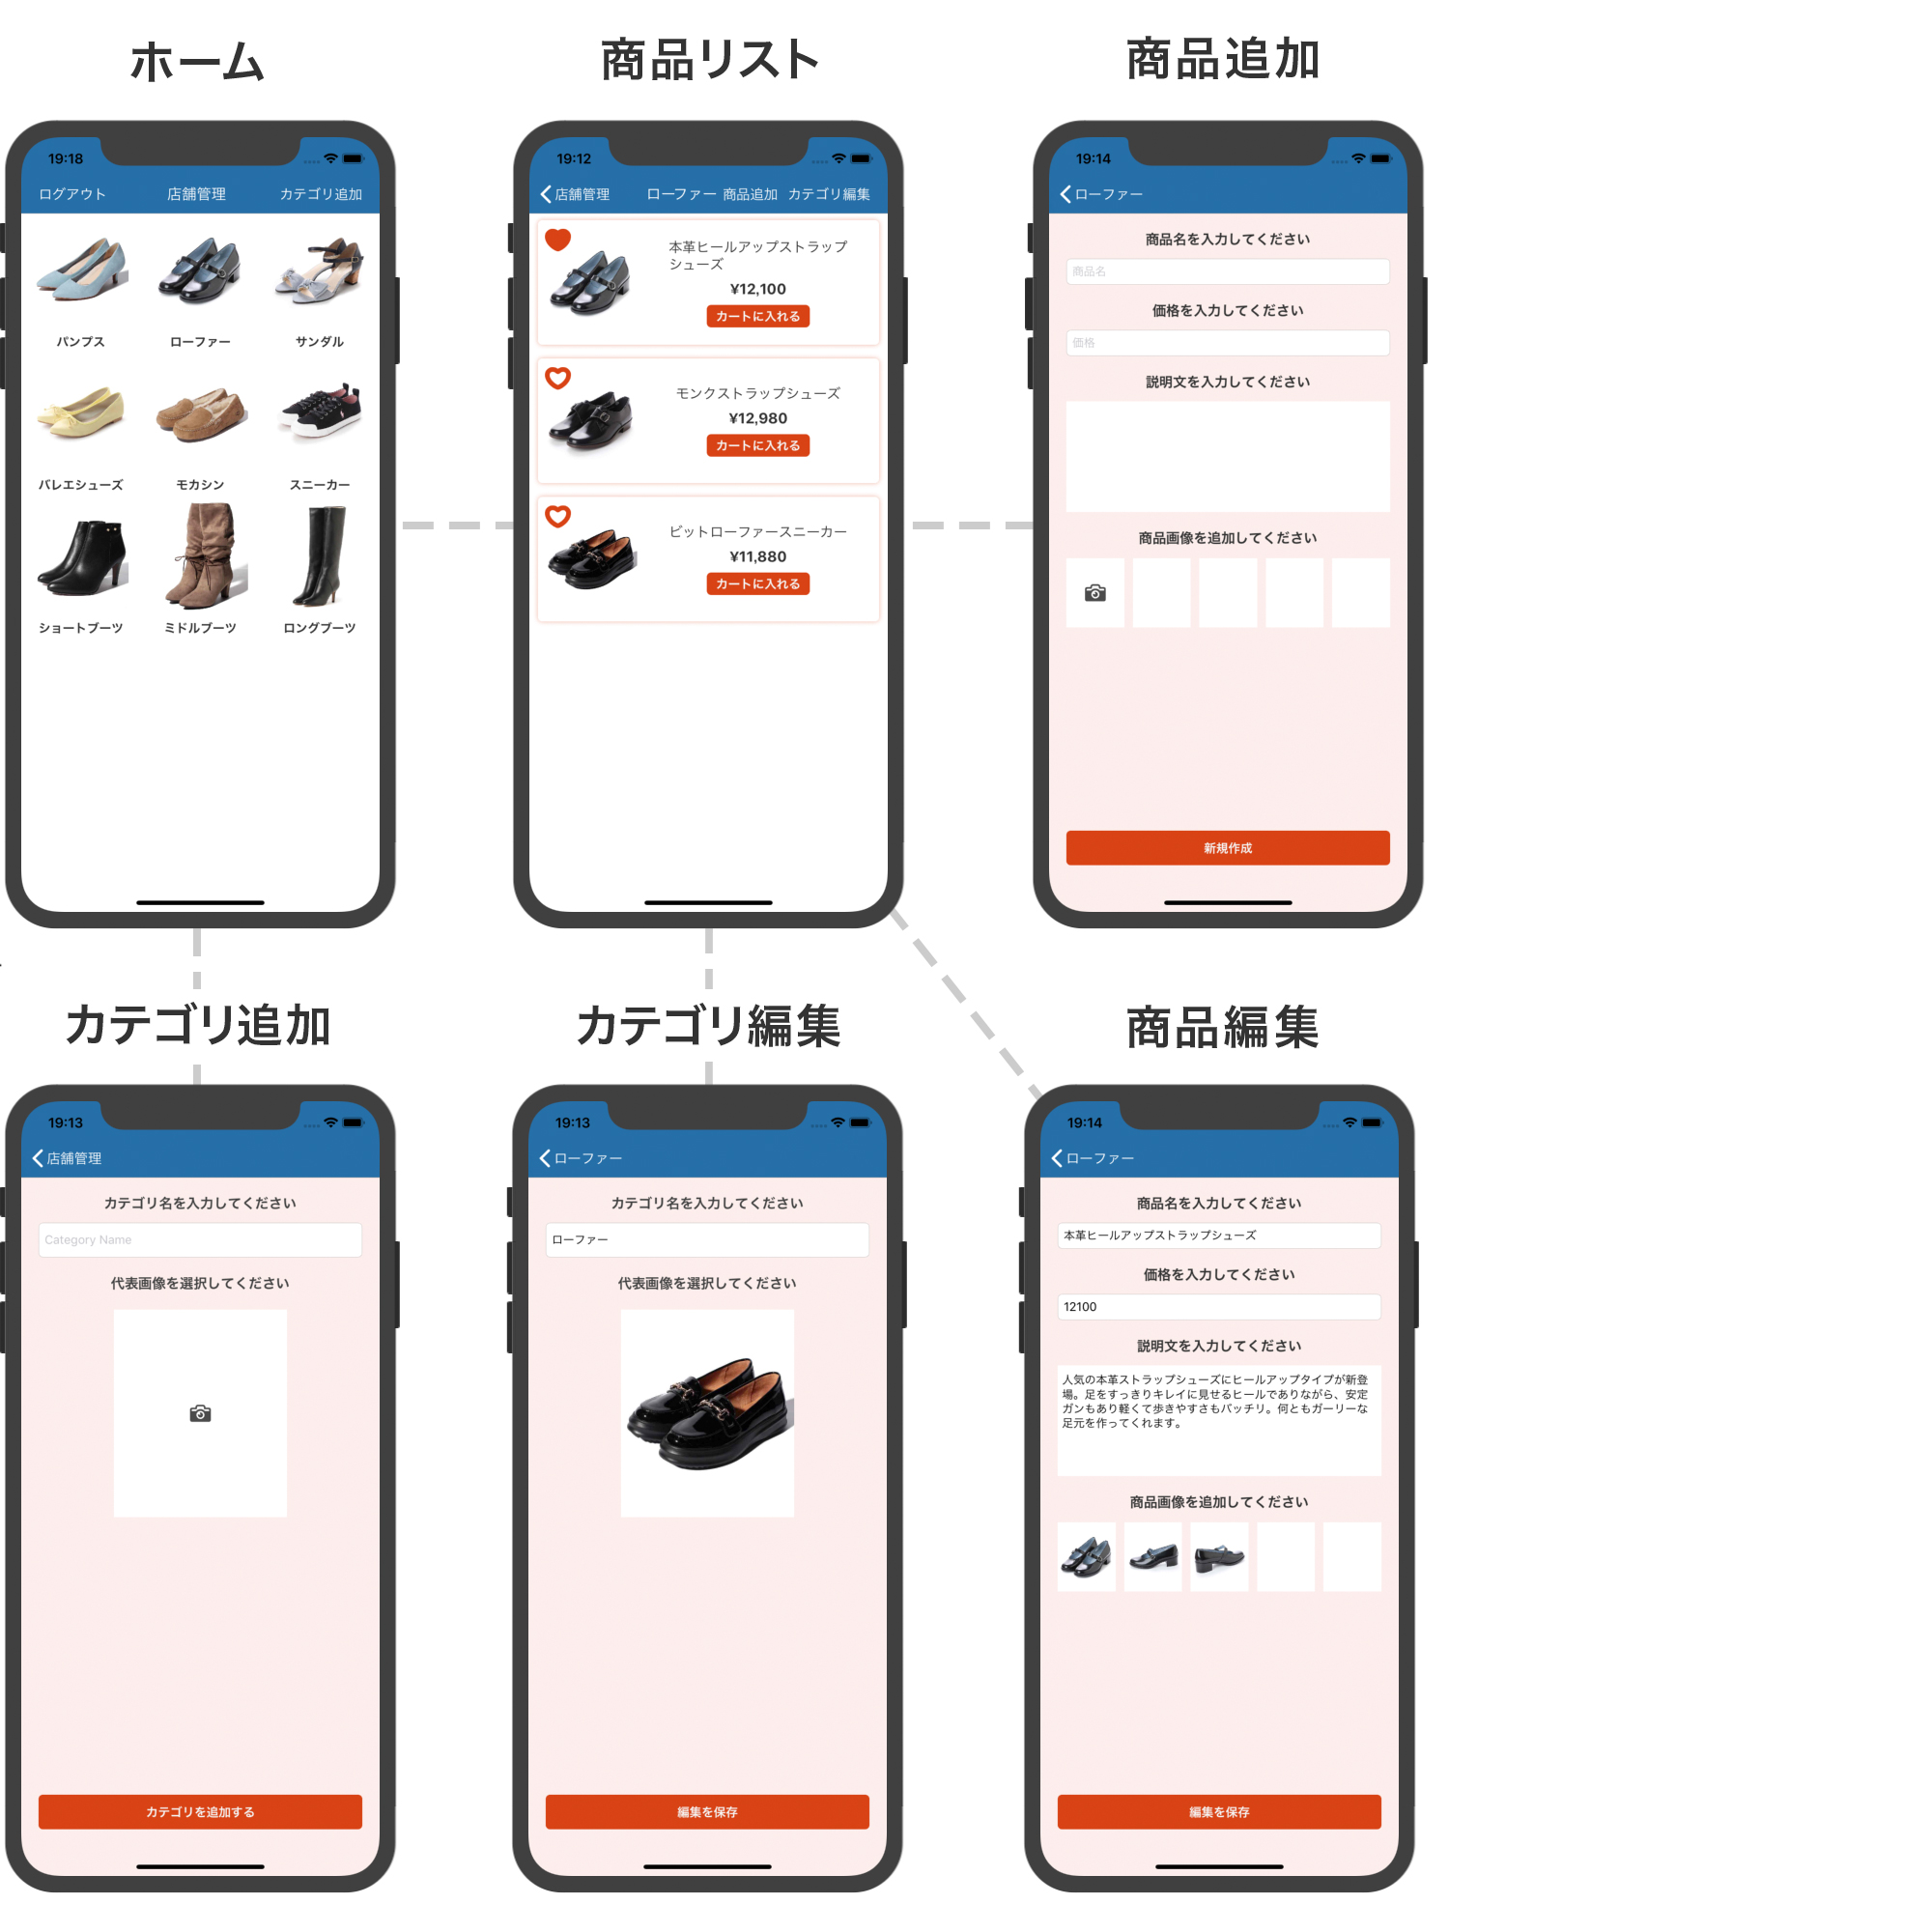 ホーム
商品リスト
商品追加
19:18
ログアウト 店舗管理 カテゴリ追加
パンプス
ローファー
サンダル
バレエシューズ
モカシン
スニーカー
ショートブーツ
ミドルブーツ
ロングブーツ
19:12
店舗管理 ローファー 商品追加 カテゴリ編集
本革ヒールアップストラップ
シューズ
¥12,100
カートに入れる
モンクストラップシューズ
¥12,980
カートに入れる
ビットローファースニーカー
¥11,880
カートに入れる
19:14
ローファー
商品名を入力してください
商品名
価格を入力してください
価格
説明文を入力してください
商品画像を追加してください
新規作成
カテゴリ追加
カテゴリ編集
商品編集
19:13
店舗管理
カテゴリ名を入力してください
Category Name
代表画像を選択してください
カテゴリを追加する
19:13
ローファー
カテゴリ名を入力してください
ローファー
代表画像を選択してください
編集を保存
19:14
ローファー
商品名を入力してください
本革ヒールアップストラップシューズ
価格を入力してください
12100
説明文を入力してください
人気の本革ストラップシューズにヒールアップタイプが新登
場。足をすっきりキレイに見せるヒールでありながら、安定
ガンもあり軽くて歩きやすさもバッチリ。何ともガーリーな
足元を作ってくれます。
商品画像を追加してください
編集を保存